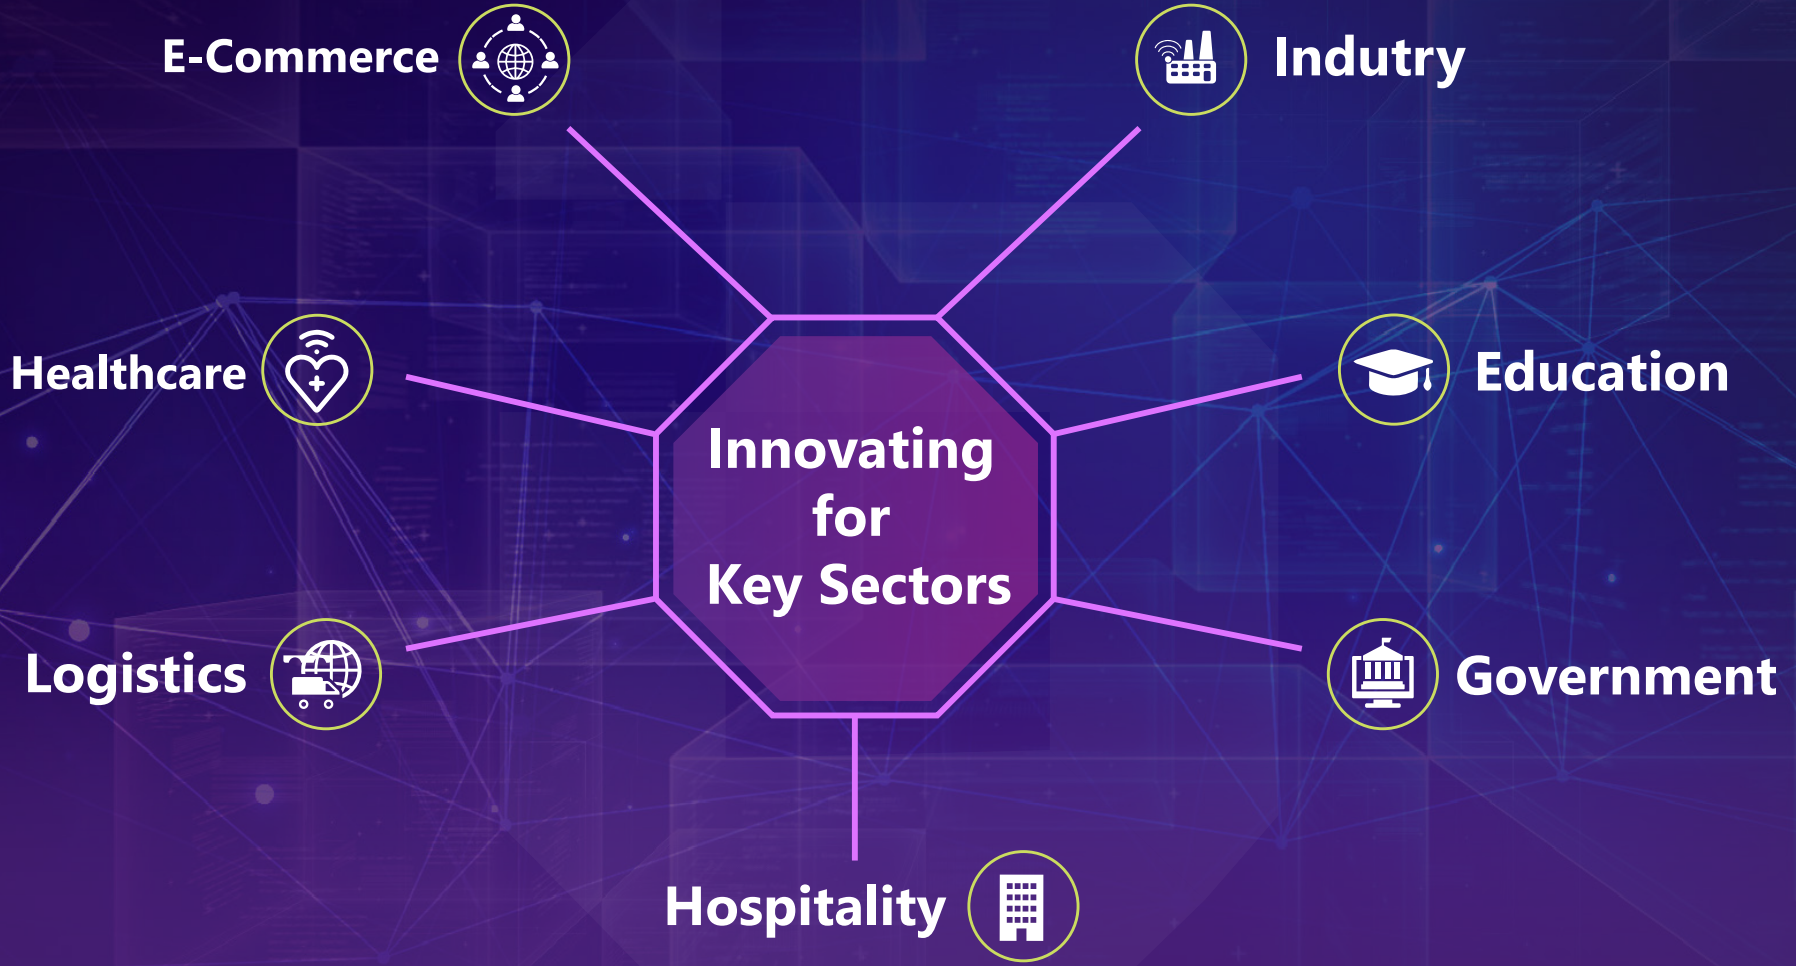 E-Commerce
Indutry
Healthcare
Education
Innovating
for
Key Sectors
Logistics
Government
Hospitality